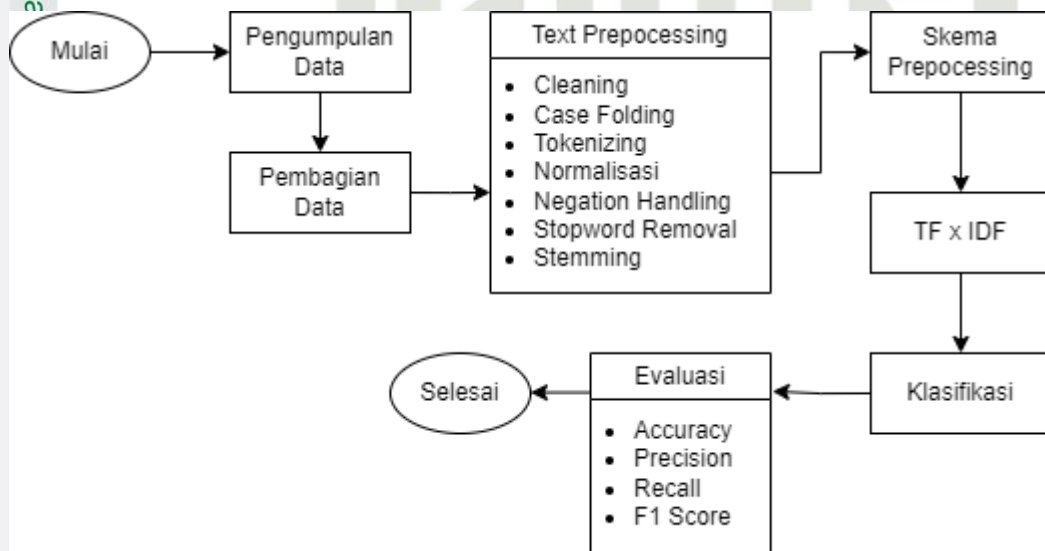 Mulai
Pengumpulan
Data
Pembagian
Data
Text Prepocessing
• Cleaning
• Case Folding
• Tokenizing
• Normalisasi
• Negation Handling
• Stopword Removal
• Stemming
Skema
Prepocessing
TF x IDF
Klasifikasi
Evaluasi
• Accuracy
• Precision
• Recall
• F1 Score
Selesai